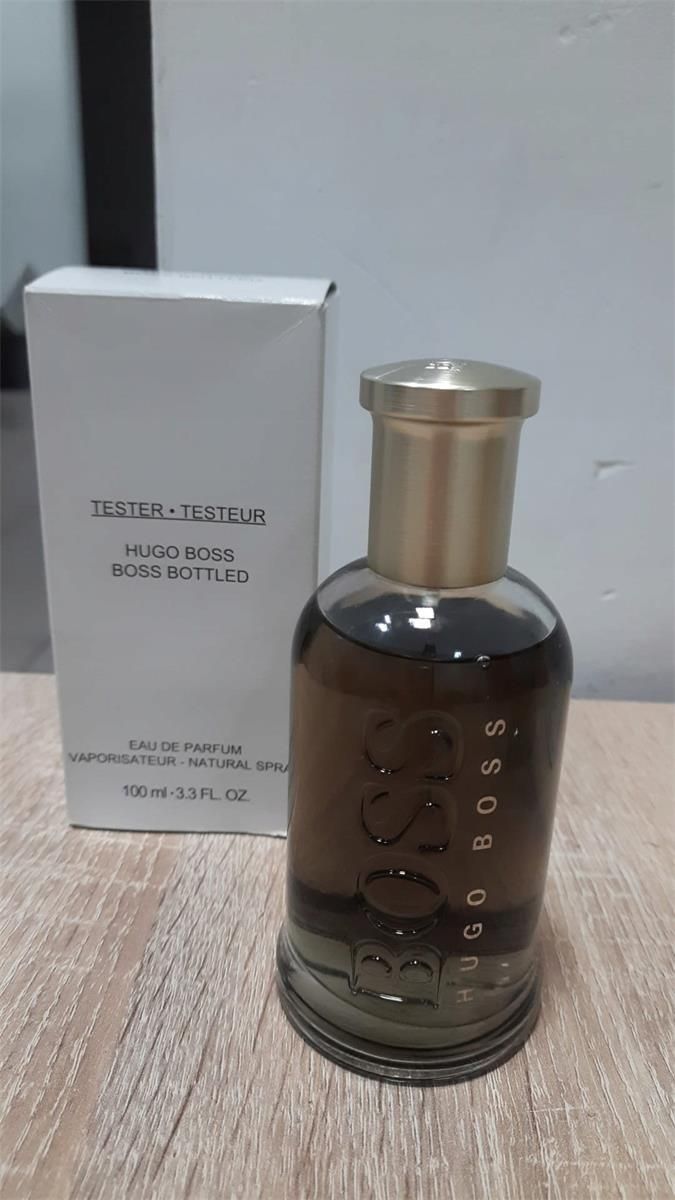 TESTER • TESTEUR
HUGO BOSS
BOSS BOTTLED
EAU DE PARFUM
VAPORISATEUR - NATURAL SPRA
100 ml · 3.3 FL. OZ.
BOSS
HUGO BOSS